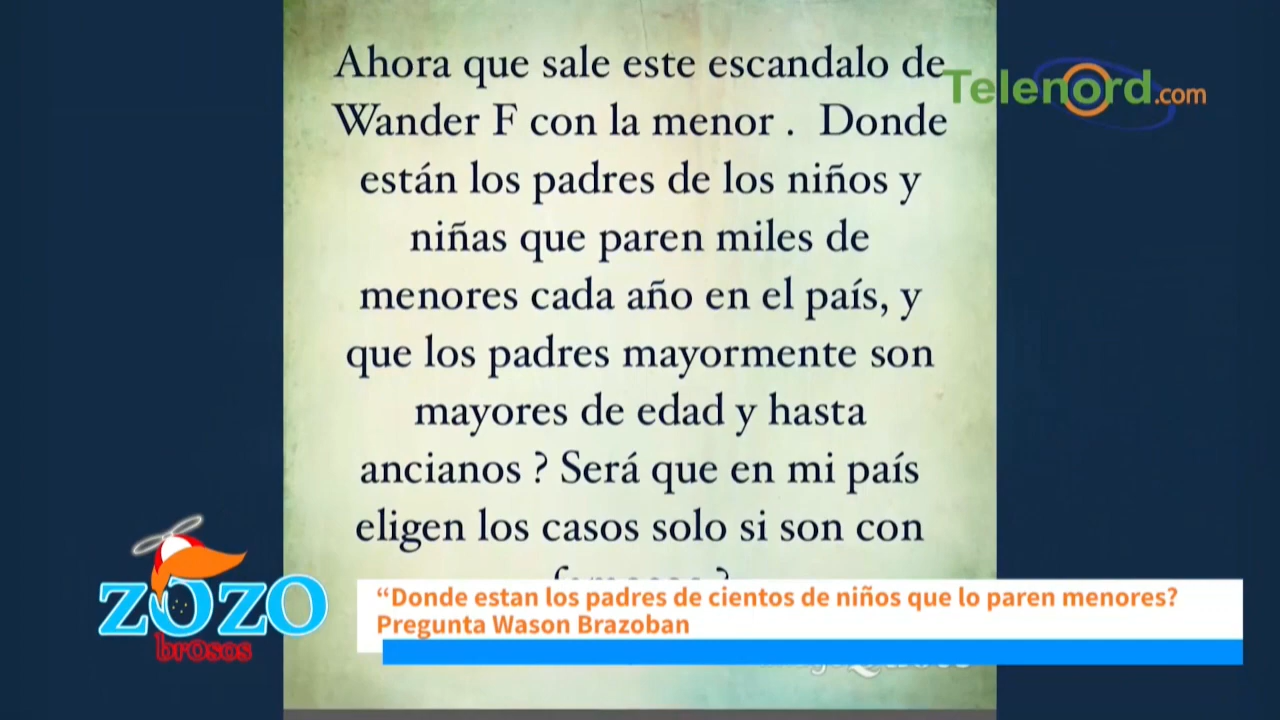 Ahora que sale este escandalo de
Wander F con la menor . Donde
están los padres de los niños y
niñas que paren miles de
menores cada año en el país, y
que los padres mayormente son
mayores de edad y hasta
ancianos ? Será que en mi país
eligen los casos solo si son con
Telenord.com
ZOZO
brosos
“Donde estan los padres de cientos de niños que lo paren menores?
Pregunta Wason Brazoban